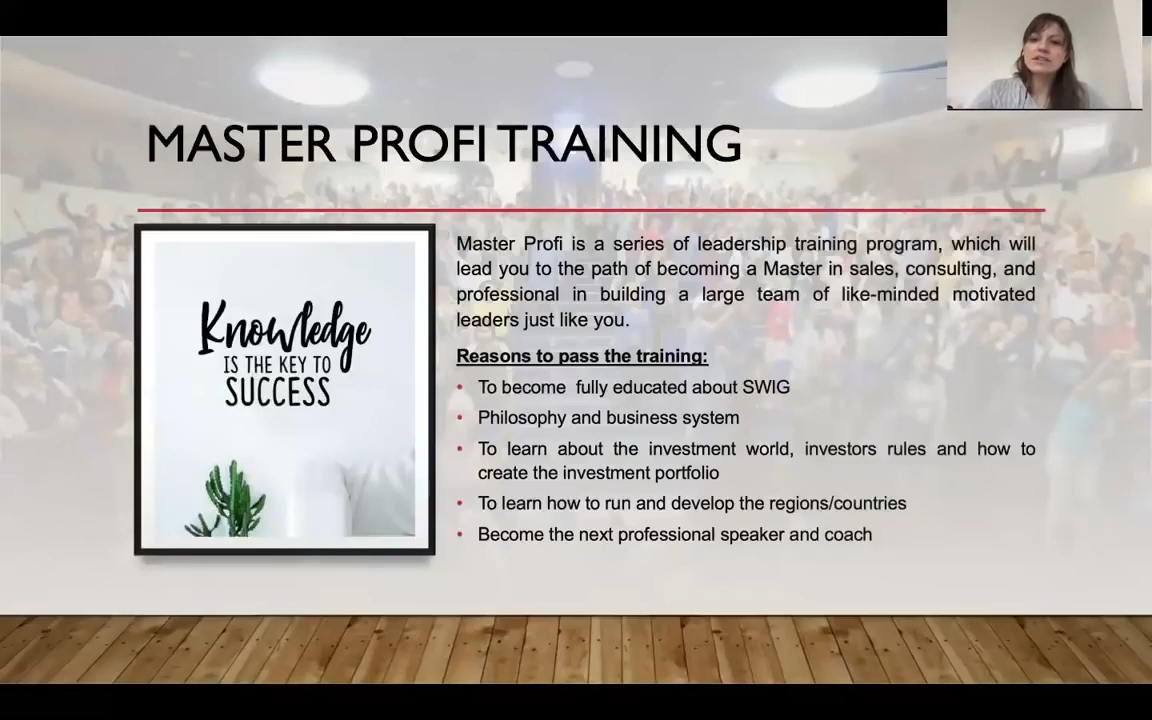 MASTER PROFI TRAINING
Knowledge
IS THE KEY TO
SUCCESS
Master Profi is a series of leadership training program, which will
lead you to the path of becoming a Master in sales, consulting, and
professional in building a large team of like-minded motivated
leaders just like you.
Reasons to pass the training:
• To become fully educated about SWIG
• Philosophy and business system
• To learn about the investment world, investors rules and how to
create the investment portfolio
• To learn how to run and develop the regions/countries
• Become the next professional speaker and coach